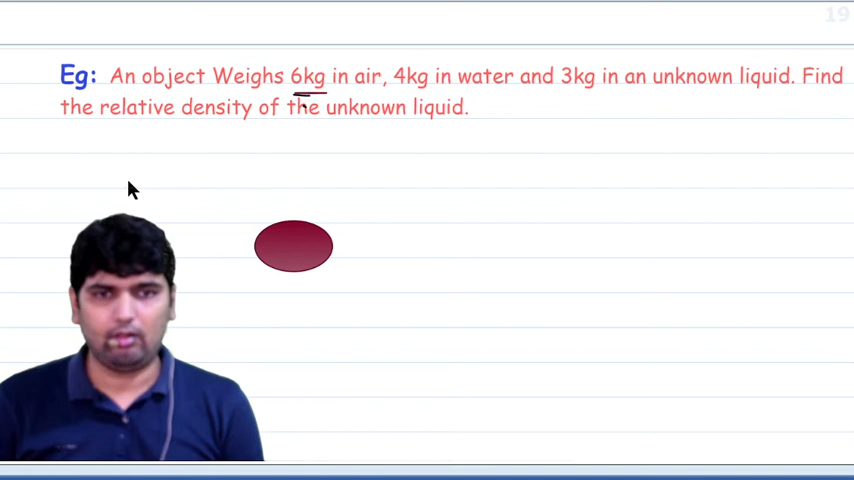 19
Eg: An object Weighs 6kg in air, 4kg in water and 3kg in an unknown liquid. Find
the relative density of the unknown liquid.